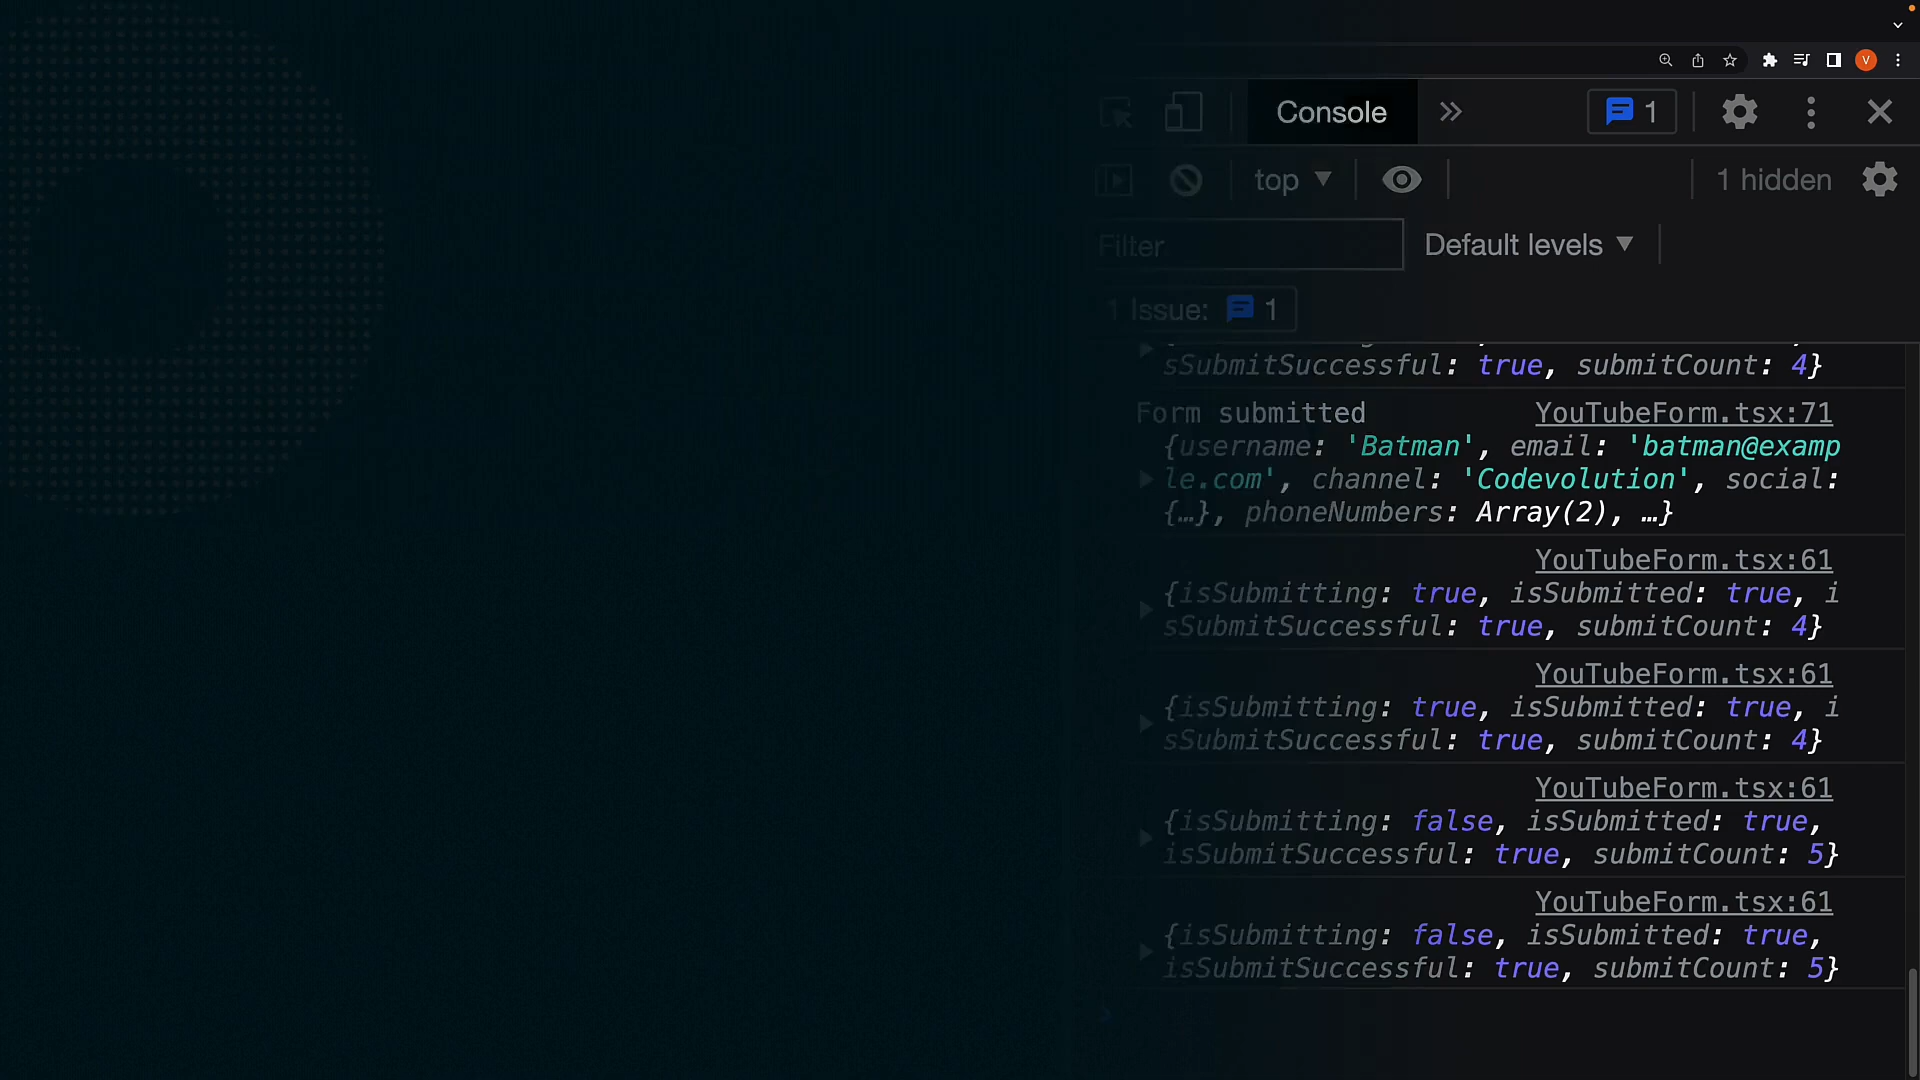 V
Console
1
top
1 hidden
Filter
Default levels
1 Issue:
1
sSubmitSuccessful: true, submitCount: 4}
Form submitted YouTubeForm.tsx:71
{username: 'Batman', email: 'batman@examp
le.com', channel: 'Codevolution', social:
{…}, phoneNumbers: Array(2), …}
YouTubeForm.tsx:61
{isSubmitting: true, isSubmitted: true, i
sSubmitSuccessful: true, submitCount: 4}
YouTubeForm.tsx:61
{isSubmitting: true, isSubmitted: true, i
sSubmitSuccessful: true, submitCount: 4}
YouTubeForm.tsx:61
{isSubmitting: false, isSubmitted: true,
isSubmitSuccessful: true, submitCount: 5}
YouTubeForm.tsx:61
{isSubmitting: false, isSubmitted: true,
isSubmitSuccessful: true, submitCount: 5}